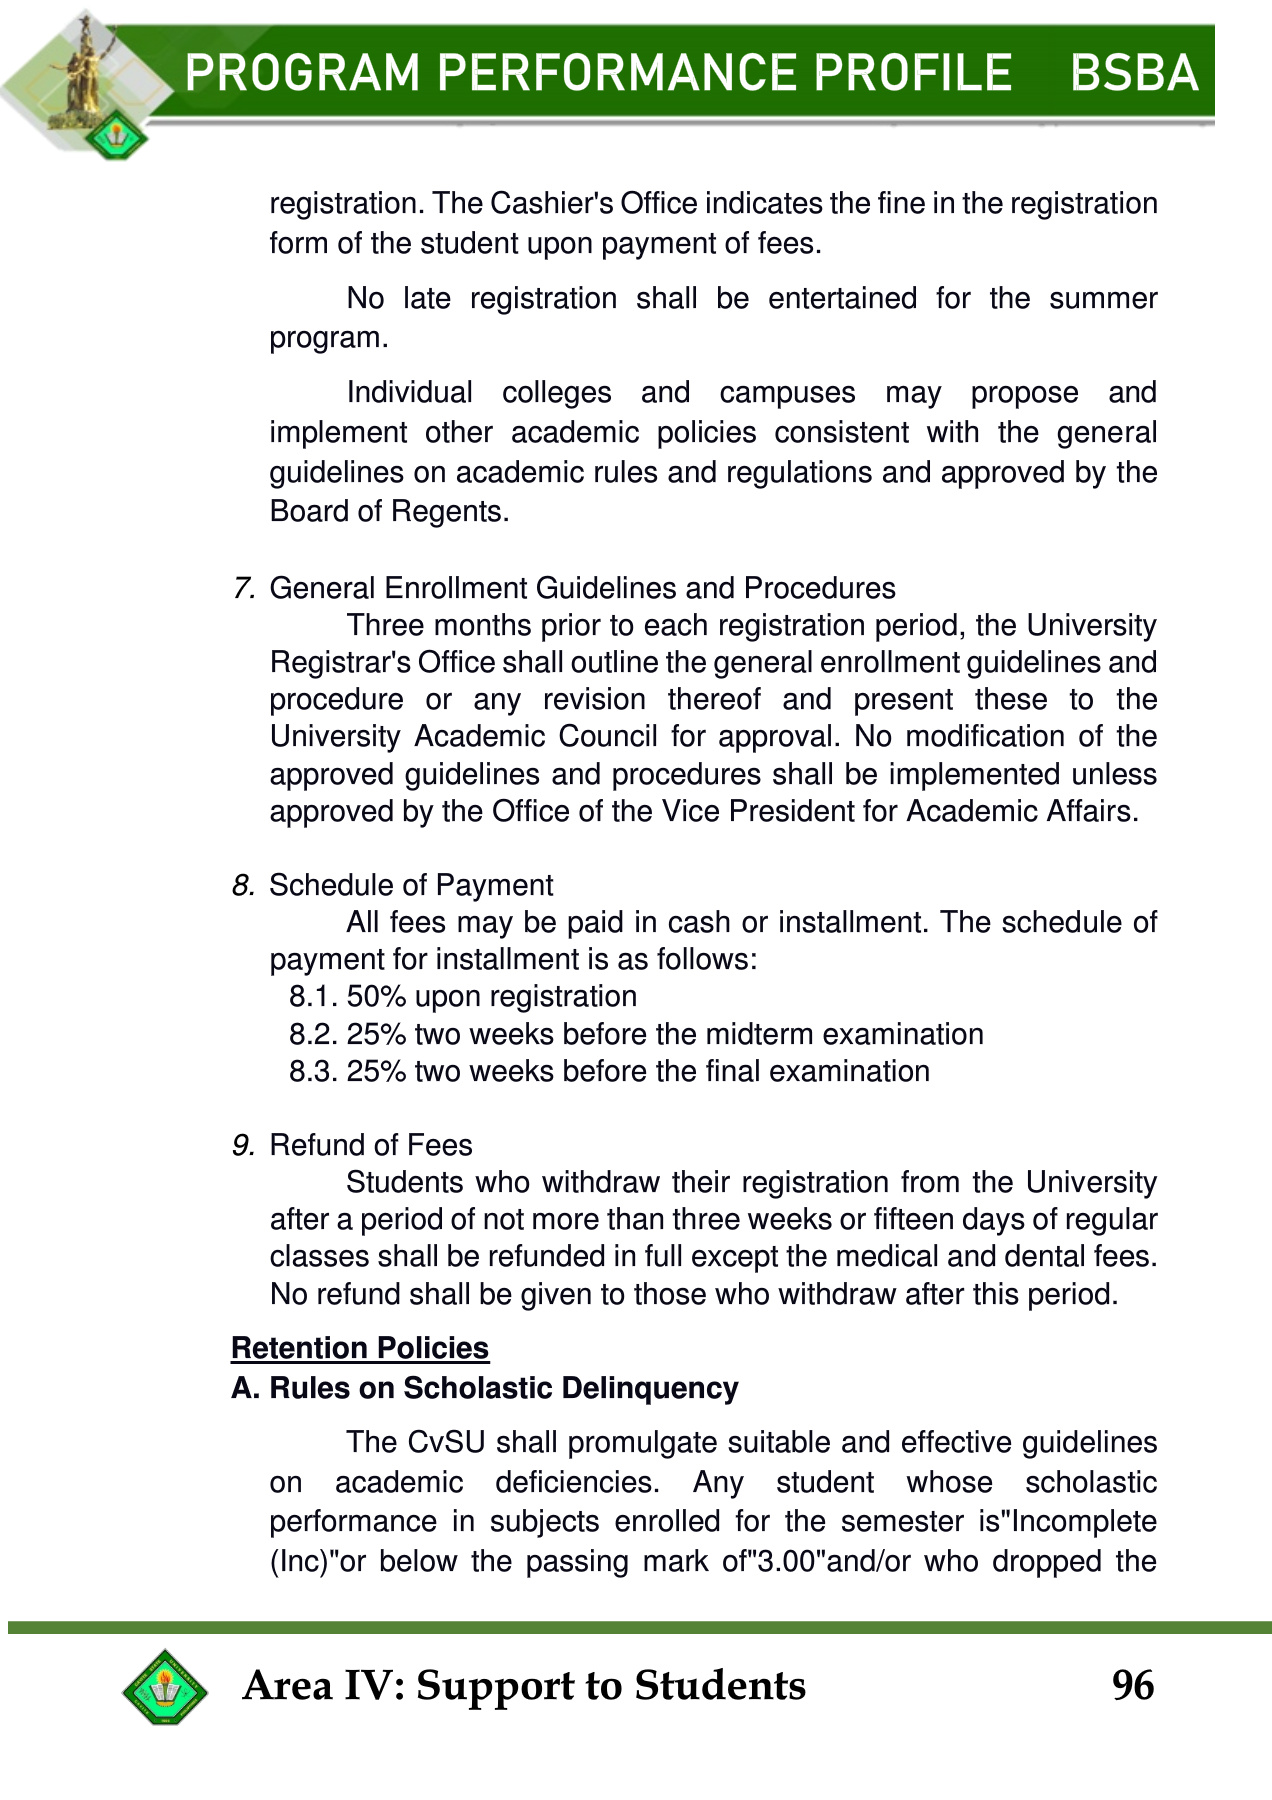 PROGRAM PERFORMANCE PROFILE BSBA
registration. The Cashier's Office indicates the fine in the registration
form of the student upon payment of fees.
No late registration shall be entertained for the summer
program.
Individual colleges and campuses may propose and
implement other academic policies consistent with the general
guidelines on academic rules and regulations and approved by the
Board of Regents.
7. General Enrollment Guidelines and Procedures
Three months prior to each registration period, the University
Registrar's Office shall outline the general enrollment guidelines and
procedure or any revision thereof and present these to the
University Academic Council for approval. No modification of the
approved guidelines and procedures shall be implemented unless
approved by the Office of the Vice President for Academic Affairs.
8. Schedule of Payment
All fees may be paid in cash or installment. The schedule of
payment for installment is as follows:
8.1. 50% upon registration
8.2. 25% two weeks before the midterm examination
8.3. 25% two weeks before the final examination
9. Refund of Fees
Students who withdraw their registration from the University
after a period of not more than three weeks or fifteen days of regular
classes shall be refunded in full except the medical and dental fees.
No refund shall be given to those who withdraw after this period.
Retention Policies
A. Rules on Scholastic Delinquency
The CvSU shall promulgate suitable and effective guidelines
on academic deficiencies. Any student whose scholastic
performance in subjects enrolled for the semester is"Incomplete
(Inc)"or below the passing mark of"3.00"and/or who dropped the
Area IV: Support to Students 96